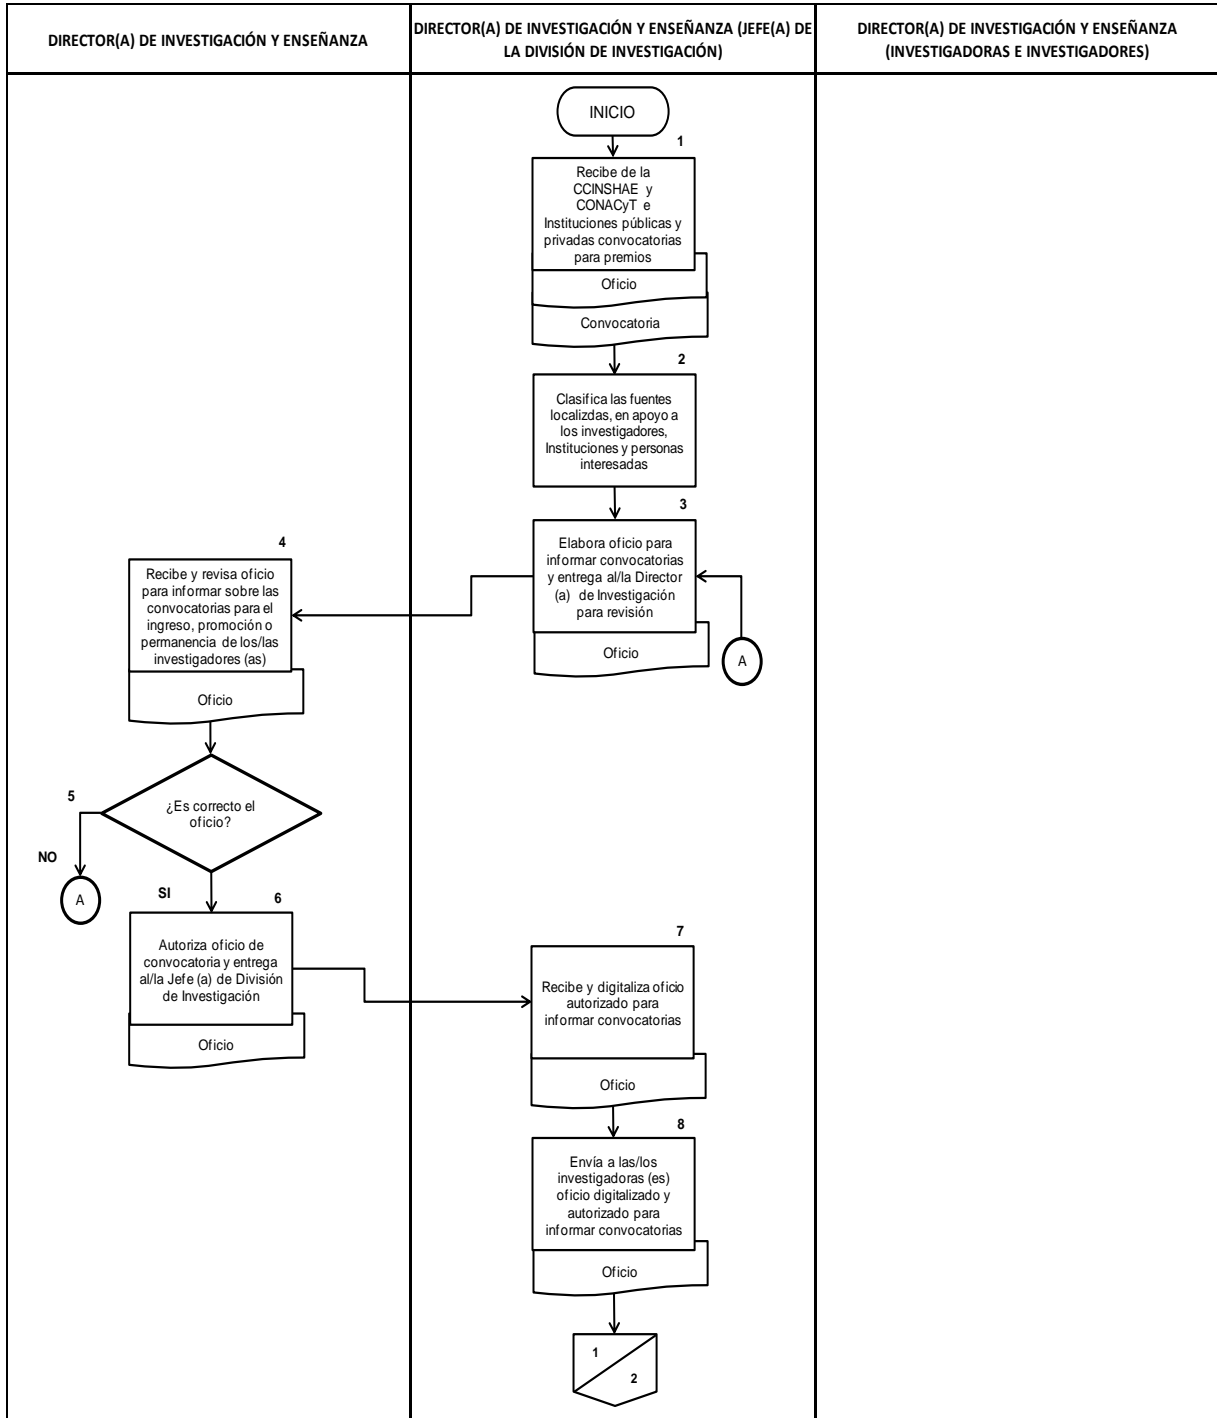 DIRECTOR(A) DE INVESTIGACIÓN Y ENSEÑANZA
DIRECTOR(A) DE INVESTIGACIÓN Y ENSEÑANZA (JEFE(A) DE
LA DIVISIÓN DE INVESTIGACIÓN)
DIRECTOR(A) DE INVESTIGACIÓN Y ENSEÑANZA
(INVESTIGADORAS E INVESTIGADORES)
INICIO
1
Recibe de la
CCINSHAE y
CONACyT e
Instituciones públicas y
privadas convocatorias
para premios
Oficio
Convocatoria
2
Clasifica las fuentes
localizdas, en apoyo a
los investigadores,
Instituciones y personas
interesadas
3
Elabora oficio para
informar convocatorias
y entrega al/la Director
(a) de Investigación
para revisión
Oficio
A
4
Recibe y revisa oficio
para informar sobre las
convocatorias para el
ingreso, promoción o
permanencia de los/las
investigadores (as)
Oficio
5
¿Es correcto el
oficio?
NO
A
SI
6
Autoriza oficio de
convocatoria y entrega
al/la Jefe (a) de División
de Investigación
Oficio
7
Recibe y digitaliza oficio
autorizado para
informar convocatorias
Oficio
8
Envía a las/los
investigadoras (es)
oficio digitalizado y
autorizado para
informar convocatorias
Oficio
1
2